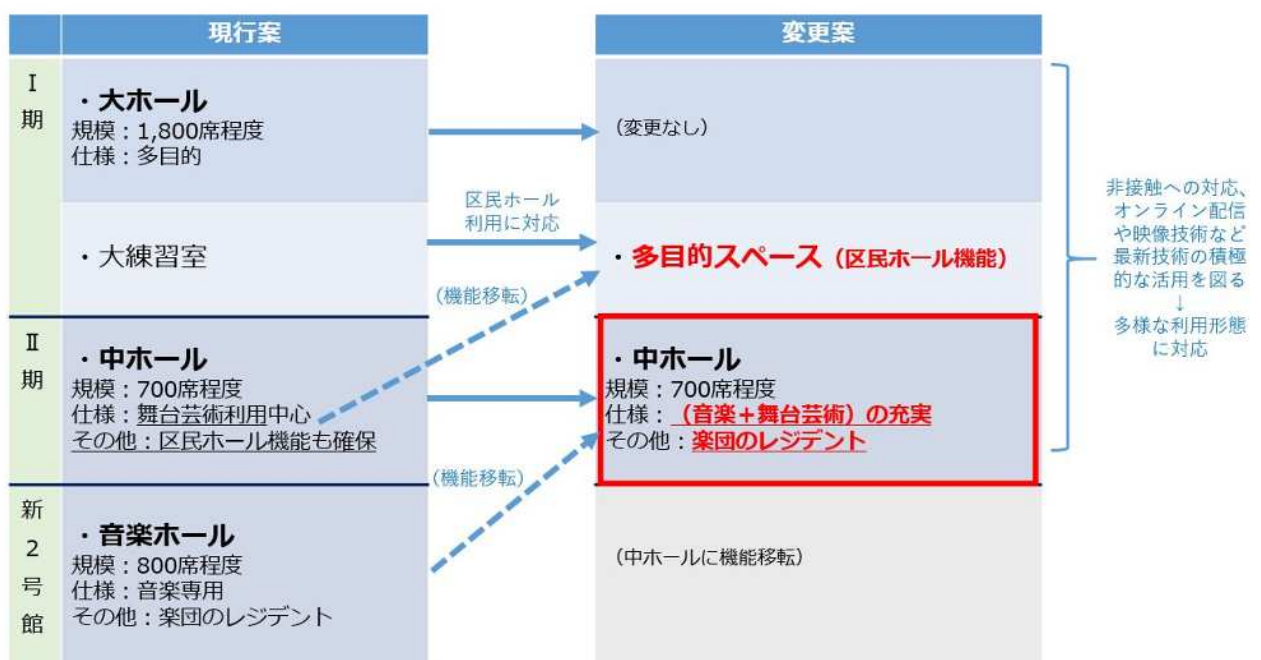 現行案
変更案
Ⅰ
期
・大ホール
規模：1,800席程度
仕様：多目的
（変更なし）
区民ホール
利用に対応
・大練習室
・多目的スペース（区民ホール機能）
（機能移転）
Ⅱ
期
・中ホール
規模：700席程度
仕様：舞台芸術利用中心
その他：区民ホール機能も確保
・中ホール
規模：700席程度
仕様：（音楽＋舞台芸術）の充実
その他：楽団のレジデント
（機能移転）
新
2
号
館
・音楽ホール
規模：800席程度
仕様：音楽専用
その他：楽団のレジデント
（中ホールに機能移転）
非接触への対応、
オンライン配信
や映像技術など
最新技術の積極
的な活用を図る
↓
多様な利用形態
に対応